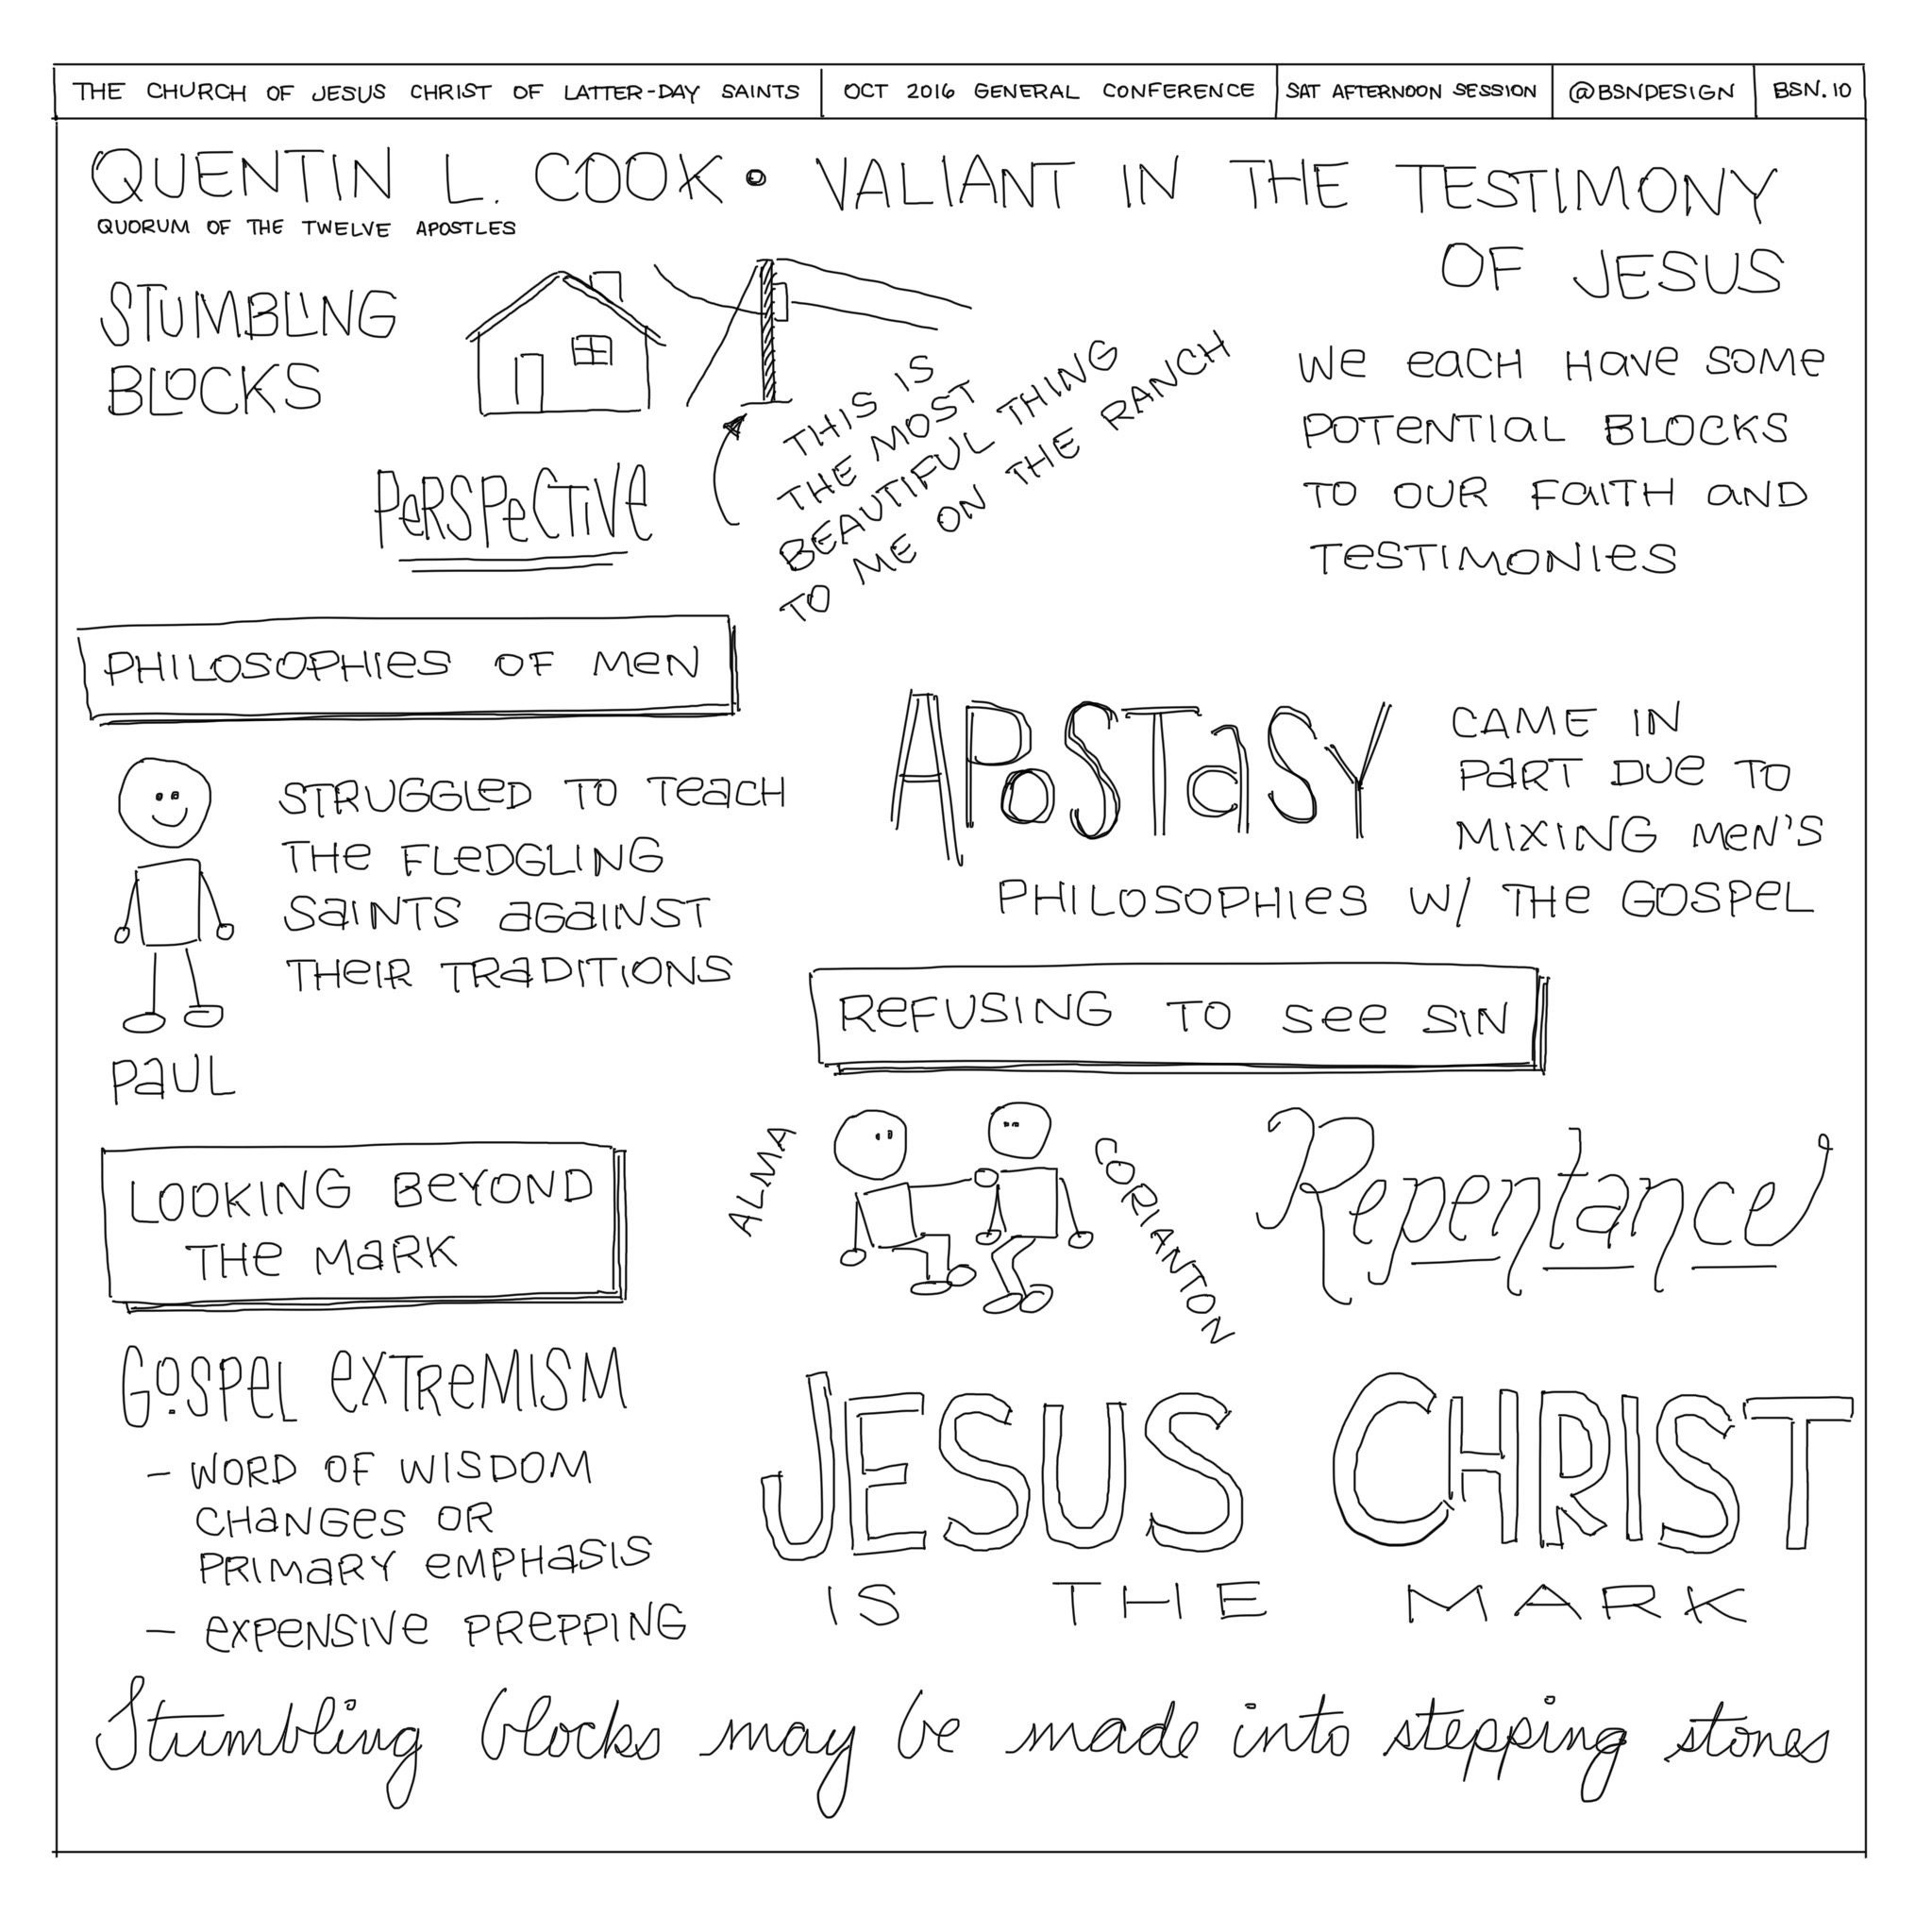 THE CHURCH OF JESUS CHRIST OF LATTER-DAY SAINTS
OCT 2016 GENERAL CONFERENCE
SAT AFTERNOON SESSION
@BSNDESIGN
BSN.10
QUENTIN L. COOK • VALIANT IN THE TESTIMONY
OF JESUS
QUORUM OF THE TWELVE APOSTLES
STUMBLING
BLOCKS
PERSPECTIVE
THIS IS
THE MOST
BEAUTIFUL THING
TO ME ON THE RANCH
WE EACH HAVE SOME
POTENTIAL BLOCKS
TO OUR FAITH AND
TESTIMONIES
PHILOSOPHIES OF MEN
STRUGGLED TO TEACH
THE FLEDGLING
SAINTS AGAINST
THEIR TRADITIONS
PAUL
APOSTASY
CAME IN
PART DUE TO
MIXING MEN'S
PHILOSOPHIES W/ THE GOSPEL
REFUSING TO SEE SIN
ALMA
CORIANTON
Repentance
LOOKING BEYOND
THE MARK
GOSPEL EXTREMISM
- WORD OF WISDOM
CHANGES OR
PRIMARY EMPHASIS
- EXPENSIVE PREPPING
JESUS CHRIST
IS THE MARK
Stumbling blocks may be made into stepping stones